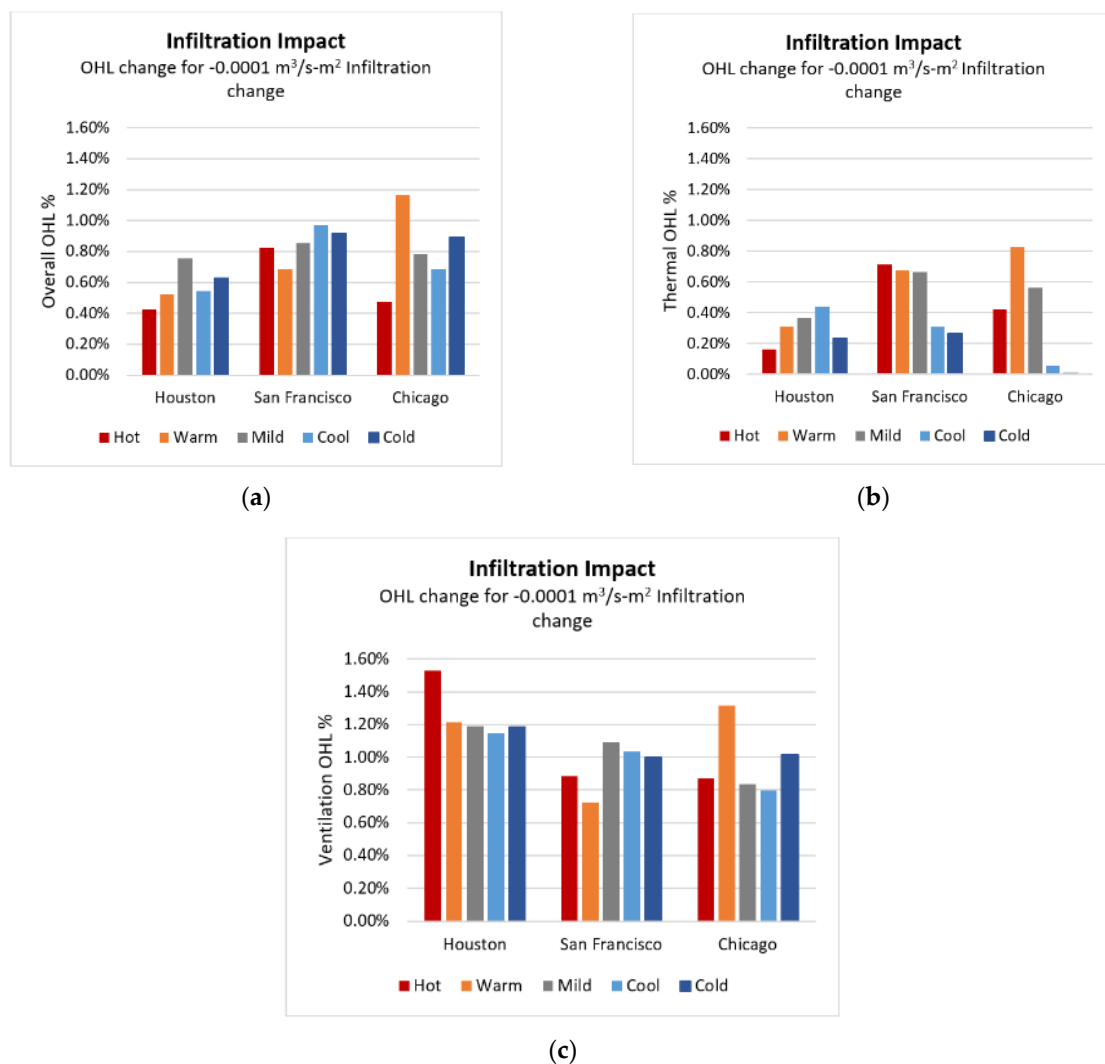 Infiltration Impact
OHL change for -0.0001 m³/s-m² Infiltration
change
Overall OHL %
1.60%
1.40%
1.20%
1.00%
0.80%
0.60%
0.40%
0.20%
0.00%
Houston San Francisco Chicago
Hot Warm Mild Cool Cold
(a)
Infiltration Impact
OHL change for -0.0001 m³/s-m² Infiltration
change
Thermal OHL %
1.60%
1.40%
1.20%
1.00%
0.80%
0.60%
0.40%
0.20%
0.00%
Houston San Francisco Chicago
Hot Warm Mild Cool Cold
(b)
Infiltration Impact
OHL change for -0.0001 m³/s-m² Infiltration
change
Ventilation OHL %
1.60%
1.40%
1.20%
1.00%
0.80%
0.60%
0.40%
0.20%
0.00%
Houston San Francisco Chicago
Hot Warm Mild Cool Cold
(c)